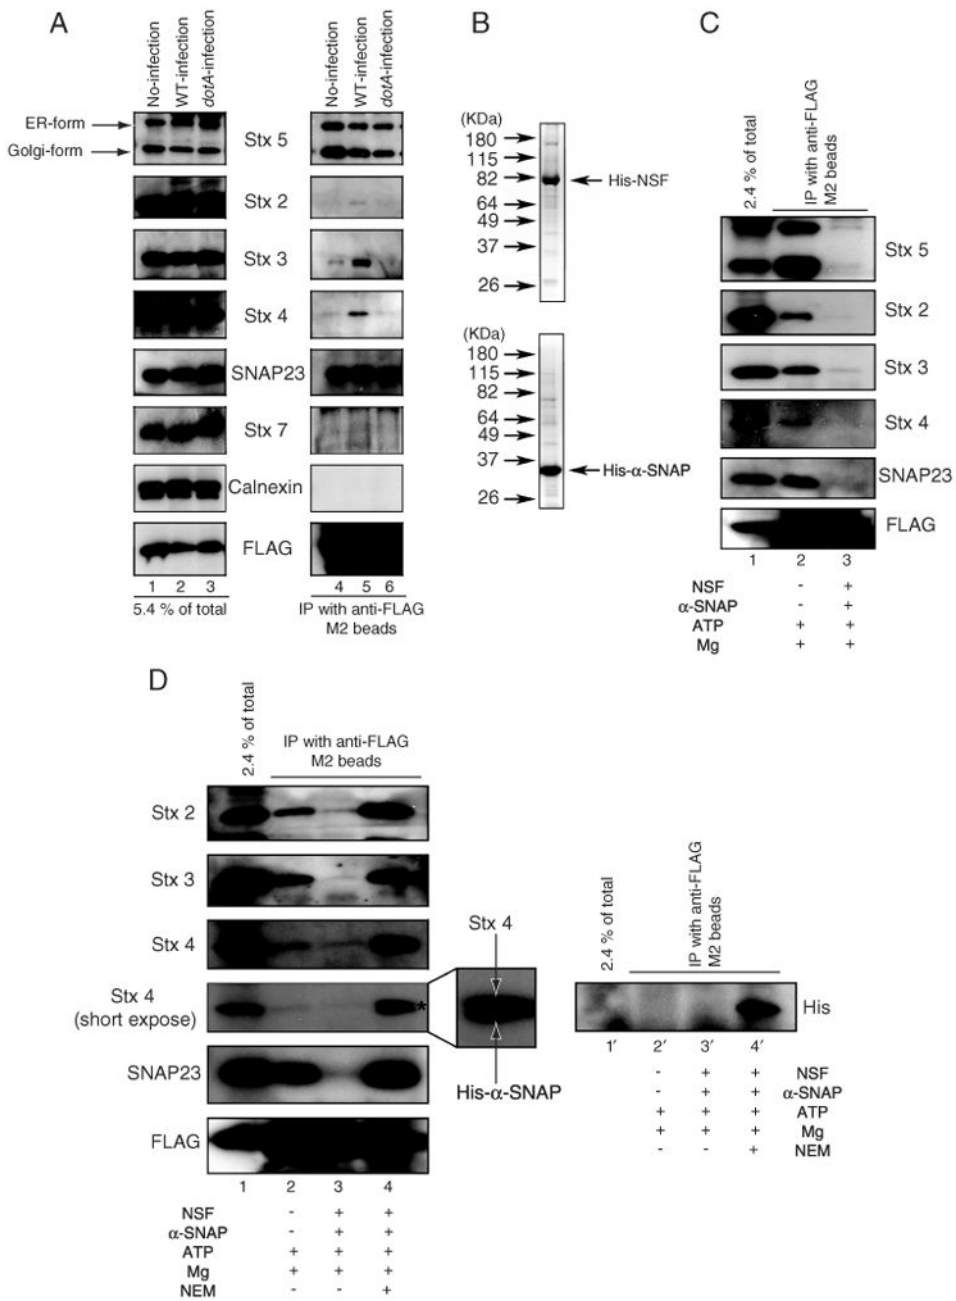 A
No-infection
WT-infection
dotA-infection
No-infection
WT-infection
dotA-infection
ER-form
Golgi-form
Stx 5
Stx 2
Stx 3
Stx 4
SNAP23
Stx 7
Calnexin
FLAG
1 2 3
4 5 6
5.4 % of total
IP with anti-FLAG
M2 beads
B
(KDa)
180
115
82
64
49
37
26
His-NSF
(KDa)
180
115
82
64
49
37
26
His-α-SNAP
C
2.4 % of total
IP with anti-FLAG
M2 beads
Stx 5
Stx 2
Stx 3
Stx 4
SNAP23
FLAG
1 2 3
NSF - +
α-SNAP - +
ATP + +
Mg + +
D
2.4 % of total
IP with anti-FLAG
M2 beads
Stx 2
Stx 3
Stx 4
Stx 4
(short expose)
*
SNAP23
FLAG
1 2 3 4
NSF - + +
α-SNAP - + +
ATP + + +
Mg + + +
NEM - - +
Stx 4
His-α-SNAP
2.4 % of total
IP with anti-FLAG
M2 beads
His
1′ 2′ 3′ 4′
- + + NSF
- + + α-SNAP
+ + + ATP
+ + + Mg
- - + NEM